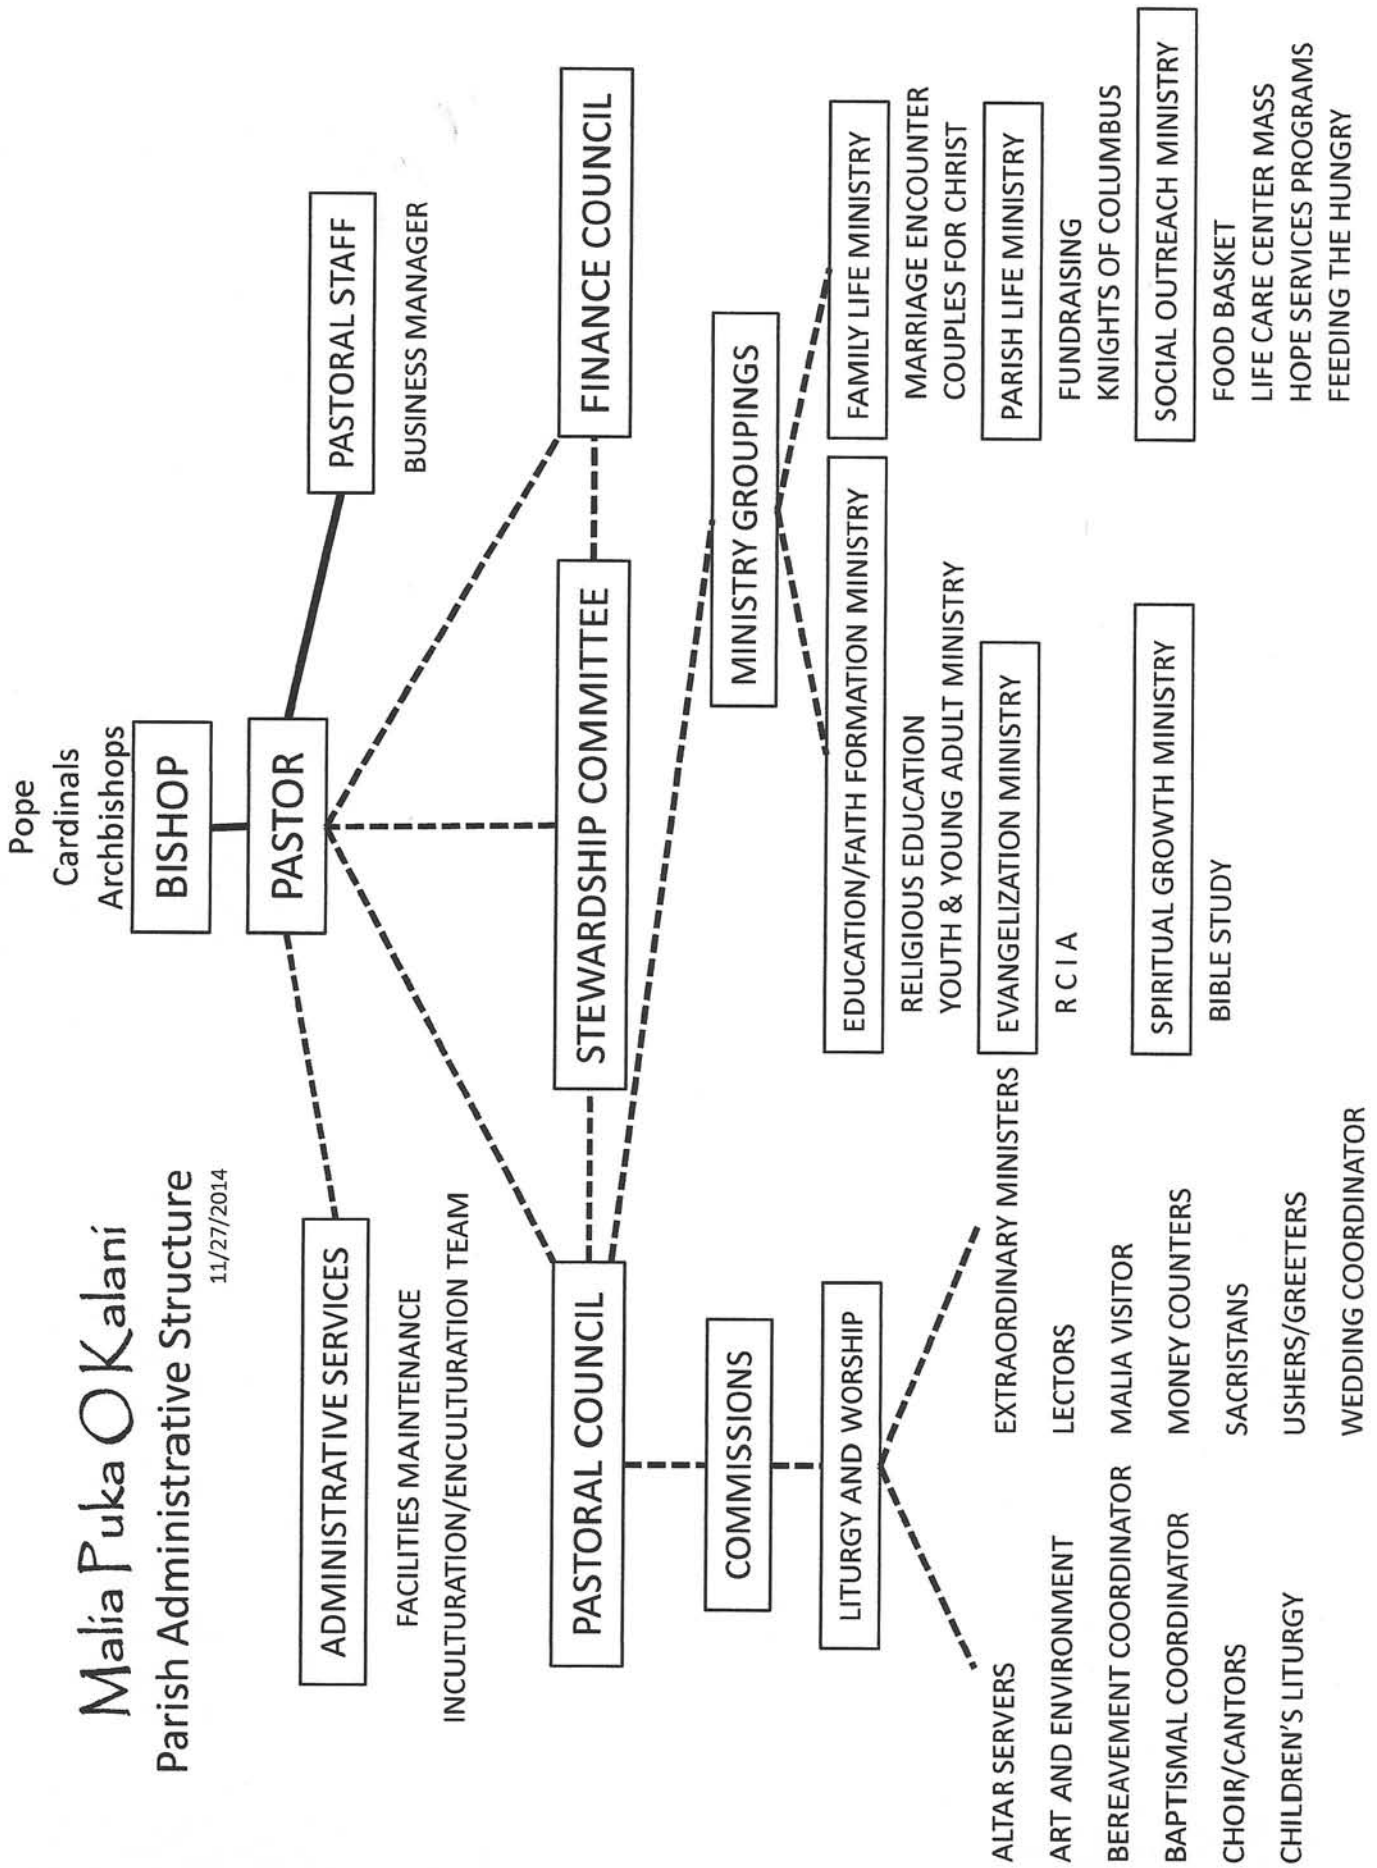 Malia Puka O Kalani
Parish Administrative Structure
11/27/2014
Pope
Cardinals
Archbishops
BISHOP
PASTOR
ADMINISTRATIVE SERVICES
FACILITIES MAINTENANCE
INCULTURATION/ENCULTURATION TEAM
PASTORAL STAFF
BUSINESS MANAGER
PASTORAL COUNCIL
STEWARDSHIP COMMITTEE
FINANCE COUNCIL
COMMISSIONS
LITURGY AND WORSHIP
ALTAR SERVERS
ART AND ENVIRONMENT
BEREAVEMENT COORDINATOR
BAPTISMAL COORDINATOR
CHOIR/CANTORS
CHILDREN'S LITURGY
EXTRAORDINARY MINISTERS
LECTORS
MALIA VISITOR
MONEY COUNTERS
SACRISTANS
USHERS/GREETERS
WEDDING COORDINATOR
MINISTRY GROUPINGS
EDUCATION/FAITH FORMATION MINISTRY
RELIGIOUS EDUCATION
YOUTH & YOUNG ADULT MINISTRY
EVANGELIZATION MINISTRY
R C I A
SPIRITUAL GROWTH MINISTRY
BIBLE STUDY
FAMILY LIFE MINISTRY
MARRIAGE ENCOUNTER
COUPLES FOR CHRIST
PARISH LIFE MINISTRY
FUNDRAISING
KNIGHTS OF COLUMBUS
SOCIAL OUTREACH MINISTRY
FOOD BASKET
LIFE CARE CENTER MASS
HOPE SERVICES PROGRAMS
FEEDING THE HUNGRY